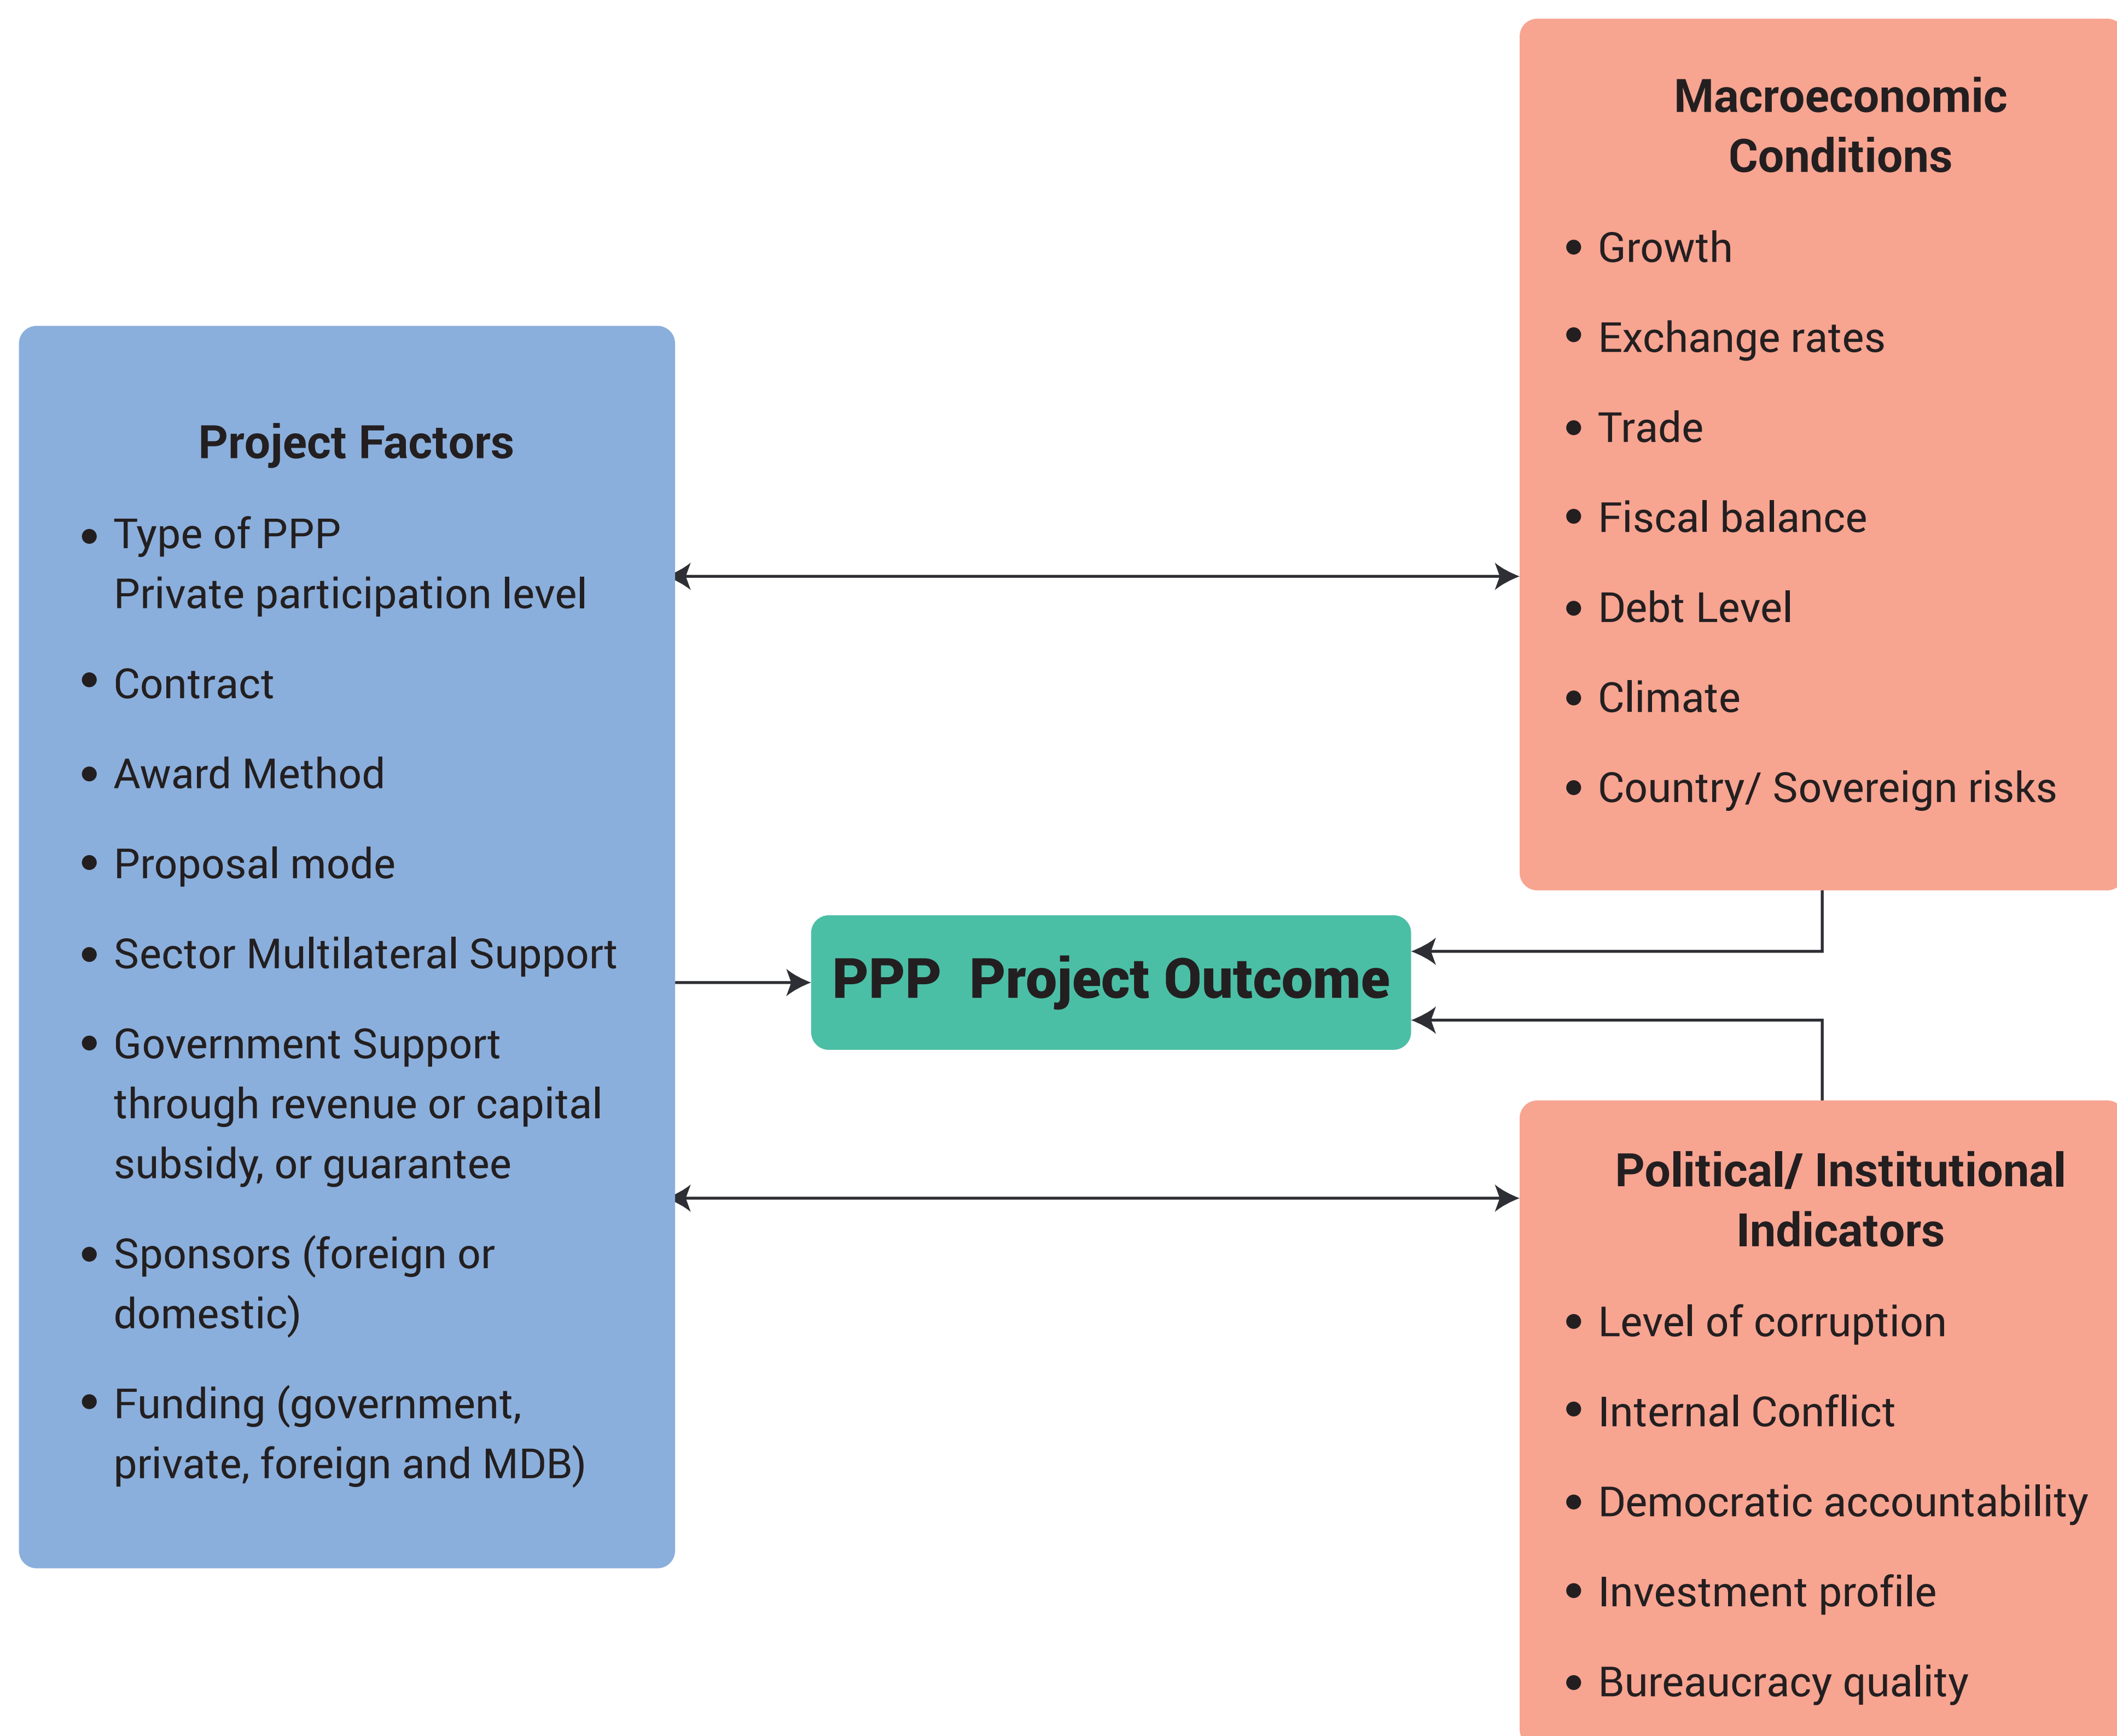 Project Factors
• Type of PPP
Private participation level
• Contract
• Award Method
• Proposal mode
• Sector Multilateral Support
• Government Support
through revenue or capital
subsidy, or guarantee
• Sponsors (foreign or
domestic)
• Funding (government,
private, foreign and MDB)
PPP  Project Outcome
Macroeconomic
Conditions
• Growth
• Exchange rates
• Trade
• Fiscal balance
• Debt Level
• Climate
• Country/ Sovereign risks
Political/ Institutional
Indicators
• Level of corruption
• Internal Conflict
• Democratic accountability
• Investment profile
• Bureaucracy quality